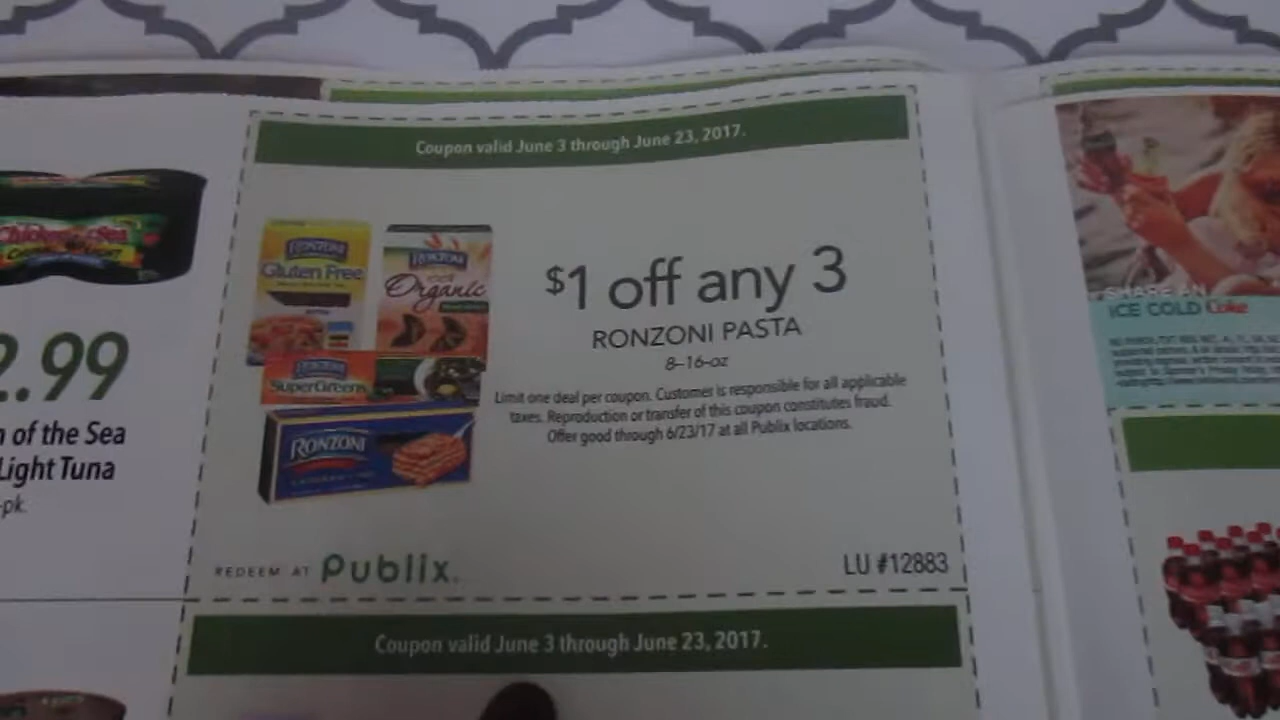 Coupon valid June 3 through June 23, 2017.
RONZONI
Gluten Free
RONZONI
Organic
RONZONI
SuperGreens
RONZONI
$1 off any 3
RONZONI PASTA
8-16-oz
Limit one deal per coupon. Customer is responsible for all applicable
taxes. Reproduction or transfer of this coupon constitutes fraud.
Offer good through 6/23/17 at all Publix locations.
REDEEM AT Publix.
LU #12883
Coupon valid June 3 through June 23, 2017.
Chicken of the Sea
2.99
of the Sea
Light Tuna
-pk.
SHARE AN
ICE COLD Coke